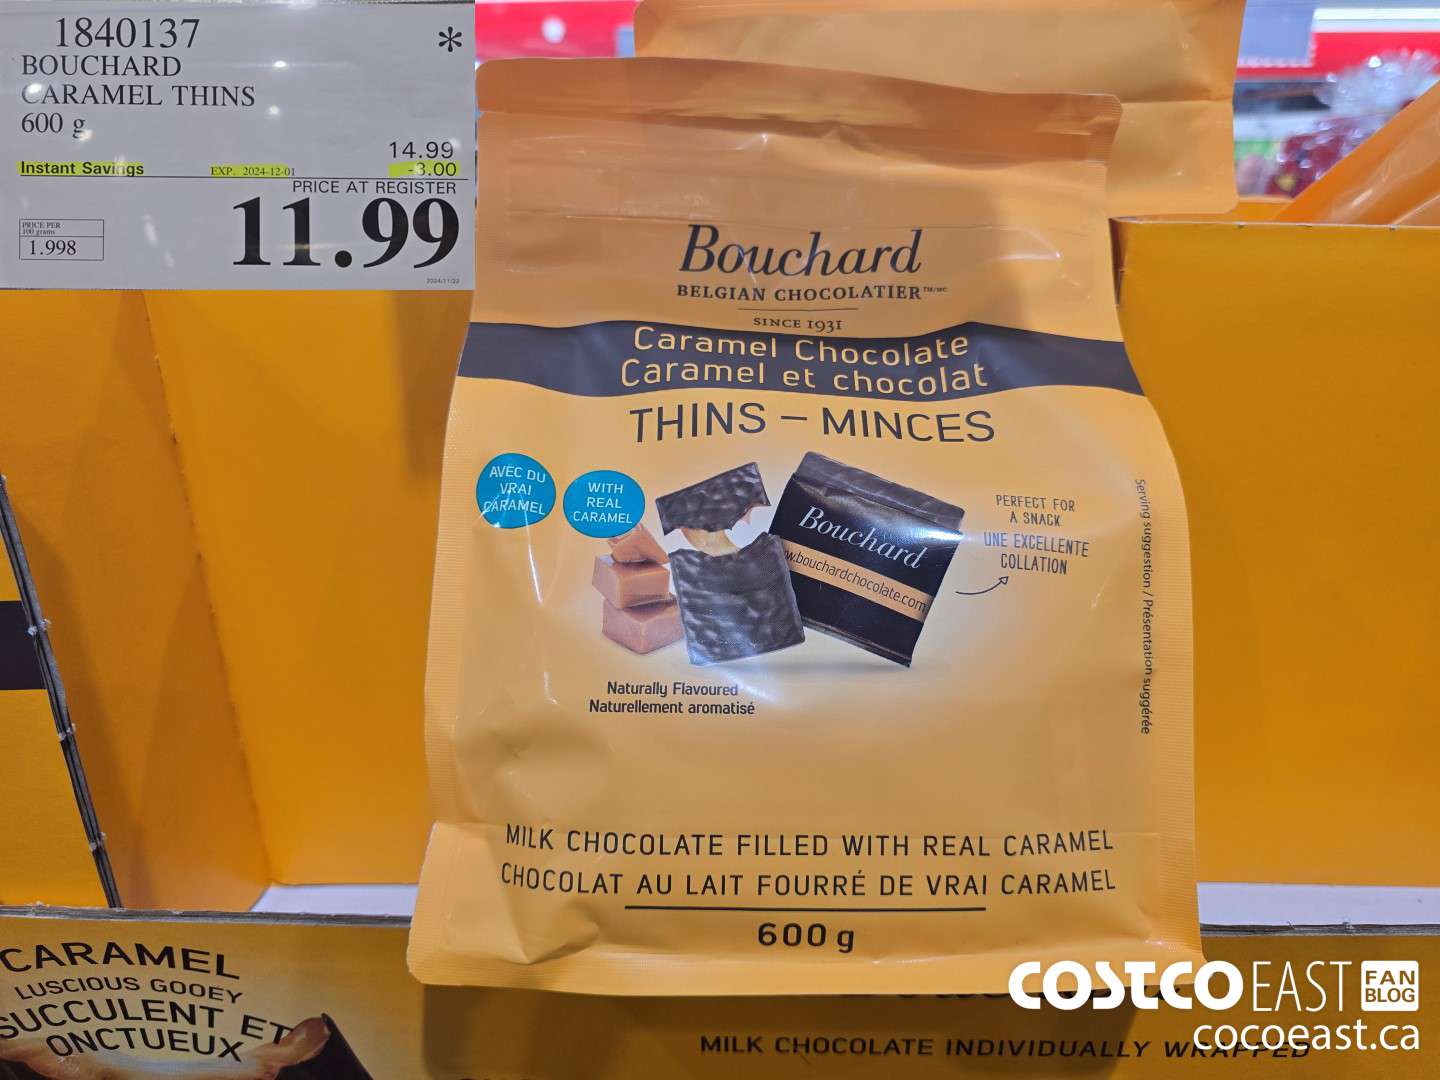 1840137
*
BOUCHARD
CARAMEL THINS
600 g
14.99
Instant Savings EXP. 2024-12-01 -3.00
PRICE AT REGISTER
11.99
PRICE PER
100 grams
1.998
2024/11/22
Bouchard
BELGIAN CHOCOLATIER™/MC
SINCE 1931
Caramel Chocolate
Caramel et chocolat
THINS – MINCES
AVEC DU
VRAI
CARAMEL
WITH
REAL
CARAMEL
Bouchard
w.bouchardchocolate.com
PERFECT FOR
A SNACK
UNE EXCELLENTE
COLLATION
Serving suggestion / Présentation suggérée
Naturally Flavoured
Naturellement aromatisé
MILK CHOCOLATE FILLED WITH REAL CARAMEL
CHOCOLAT AU LAIT FOURRÉ DE VRAI CARAMEL
600 g
CARAMEL
LUSCIOUS GOOEY
SUCCULENT ET
ONCTUEUX
MILK CHOCOLATE INDIVIDUALLY WRAPPED
COSTCO EAST FAN
BLOG
cocoeast.ca